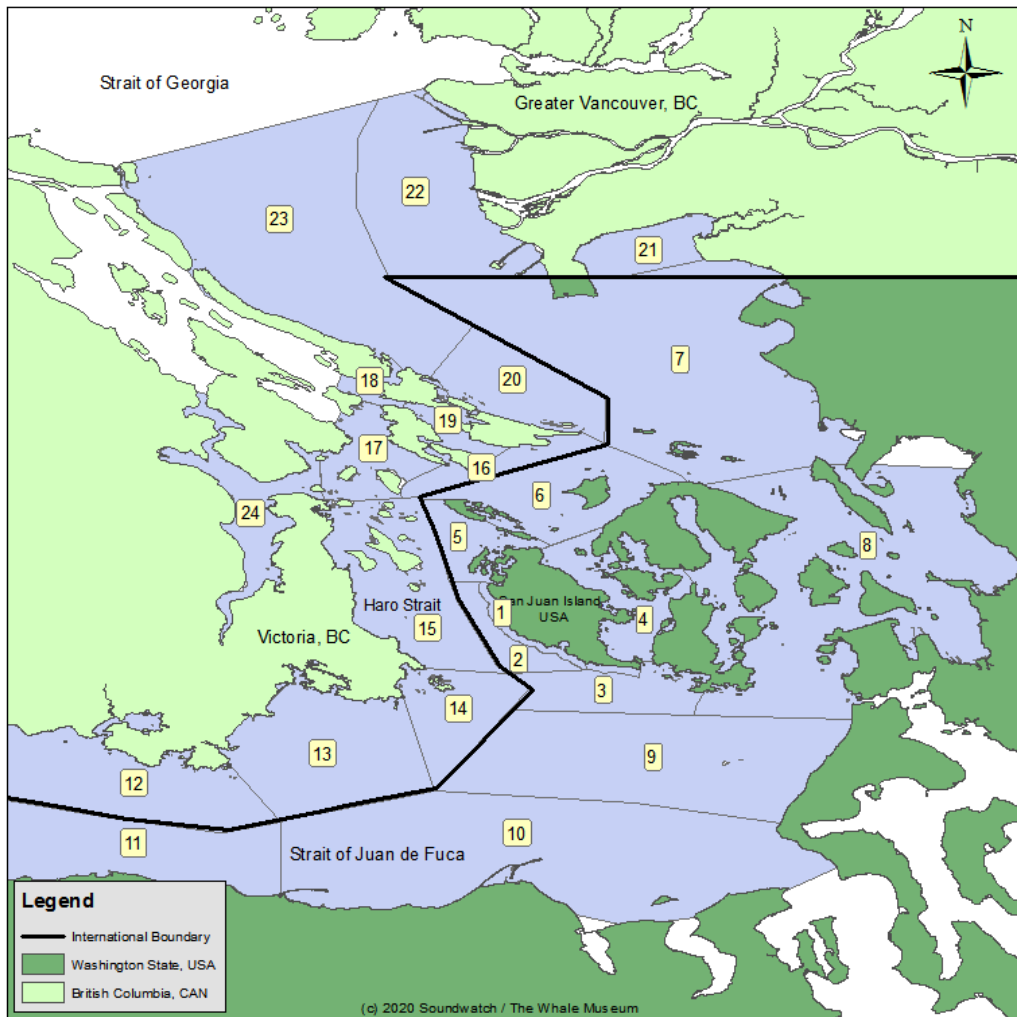 N
Strait of Georgia
Greater Vancouver, BC
22
23
21
7
18
20
19
17
16
6
24
5
8
Haro Strait
San Juan Island
USA
1
4
15
Victoria, BC
2
3
14
13
9
12
10
11
Strait of Juan de Fuca
Legend
International Boundary
Washington State, USA
British Columbia, CAN
(c) 2020 Soundwatch / The Whale Museum